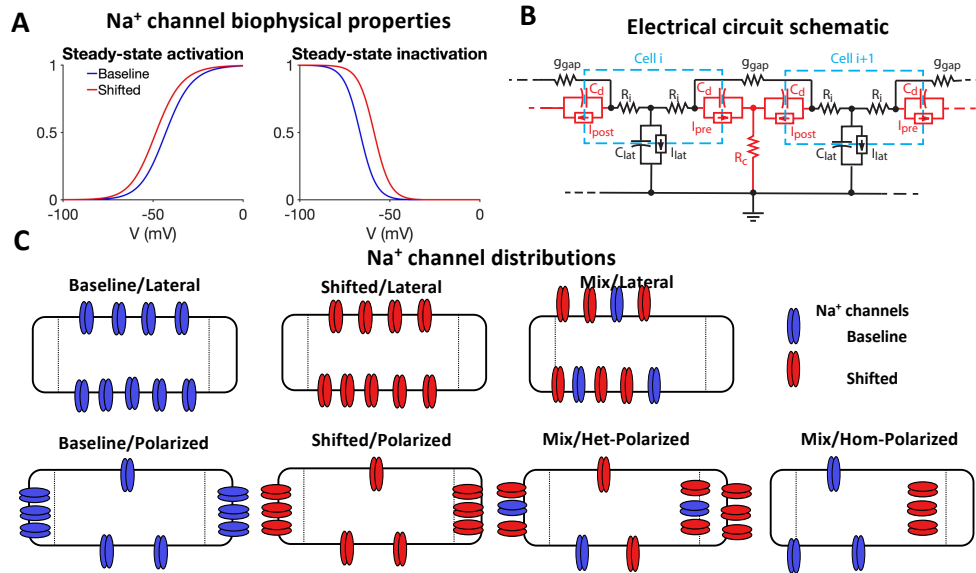 A
Na+ channel biophysical properties
Steady-state activation
Baseline
Shifted
1
0.5
0
-100
-50
0
V (mV)
Steady-state inactivation
1
0.5
0
-100
-50
0
V (mV)
B
Electrical circuit schematic
ggap
Cell i
ggap
Cell i+1
ggap
Cd
Ri
Ri
Cd
Cd
Ri
Ri
Cd
Ipost
Ipre
Ipost
Ipre
Clat
Ilat
Rc
Clat
Ilat
C
Na+ channel distributions
Baseline/Lateral
Shifted/Lateral
Mix/Lateral
Na+ channels
Baseline
Shifted
Baseline/Polarized
Shifted/Polarized
Mix/Het-Polarized
Mix/Hom-Polarized